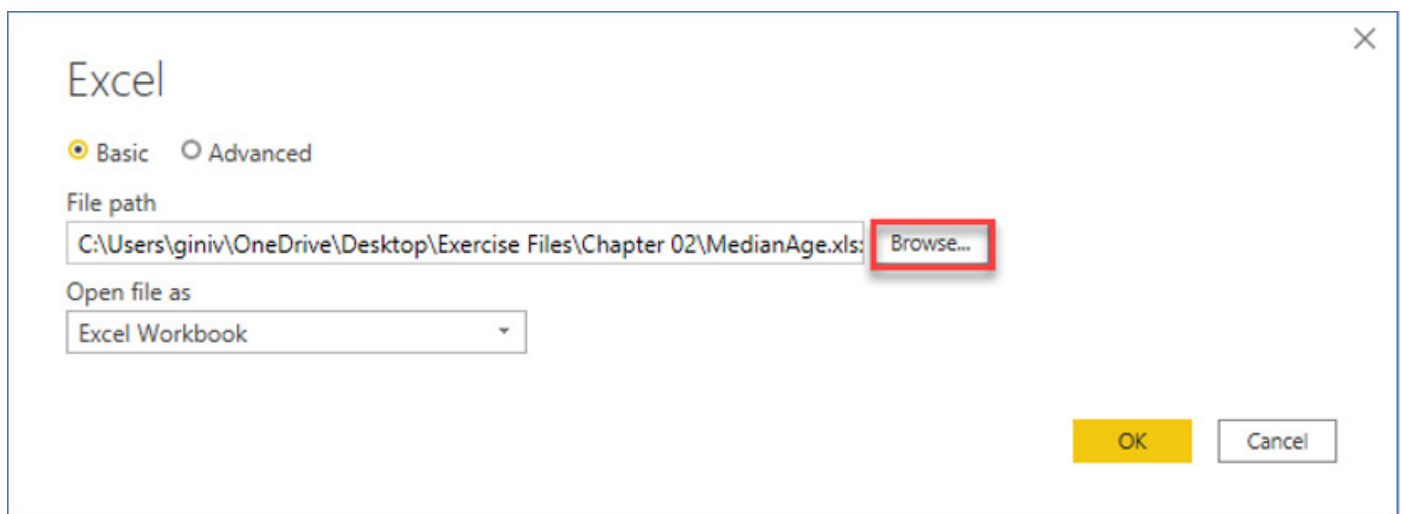 Excel
Basic Advanced
File path
C:\Users\giniv\OneDrive\Desktop\Exercise Files\Chapter 02\MedianAge.xls Browse...
Open file as
Excel Workbook
OK Cancel